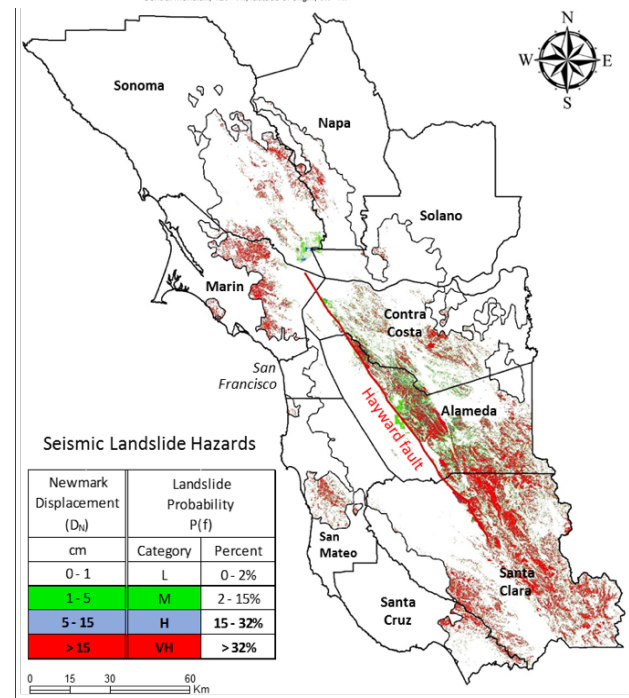 N
W
E
S
Sonoma
Napa
Solano
Marin
Contra
Costa
San
Francisco
Alameda
Hayward fault
Seismic Landslide Hazards
Newmark
Displacement
(D_N)
Landslide
Probability
P(f)
cm
Category
Percent
0 - 1
L
0 - 2%
1 - 5
M
2 - 15%
5 - 15
H
15 - 32%
> 15
VH
> 32%
San
Mateo
Santa
Clara
Santa
Cruz
0 15 30 60
Km